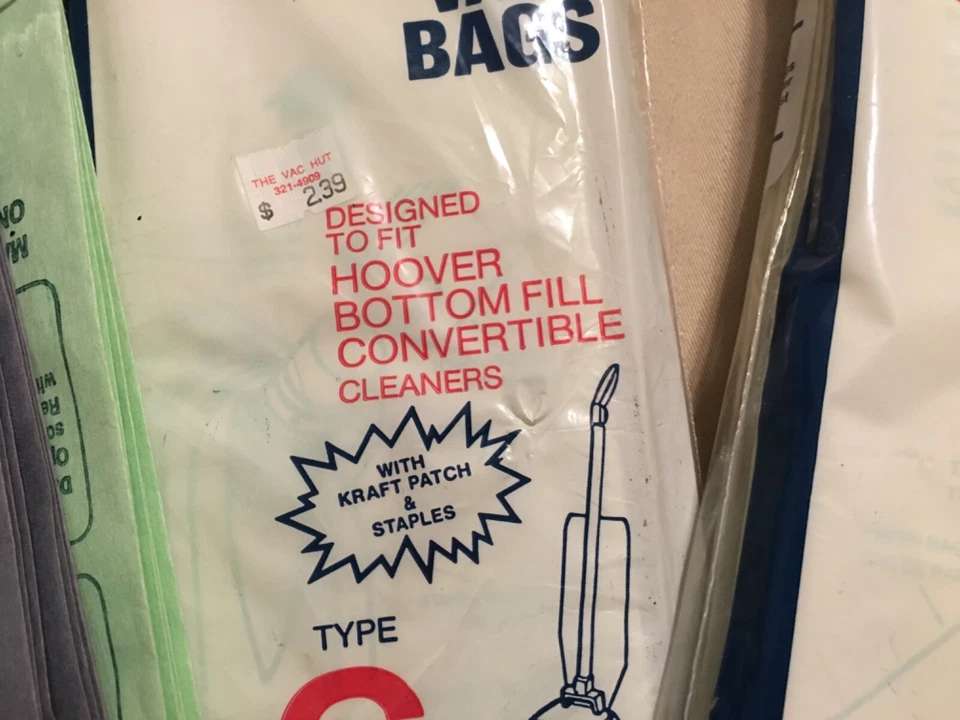 BAGS
THE VAC HUT
321-4909
$ 2.39
DESIGNED
TO FIT
HOOVER
BOTTOM FILL
CONVERTIBLE
CLEANERS
WITH
KRAFT PATCH
&
STAPLES
TYPE